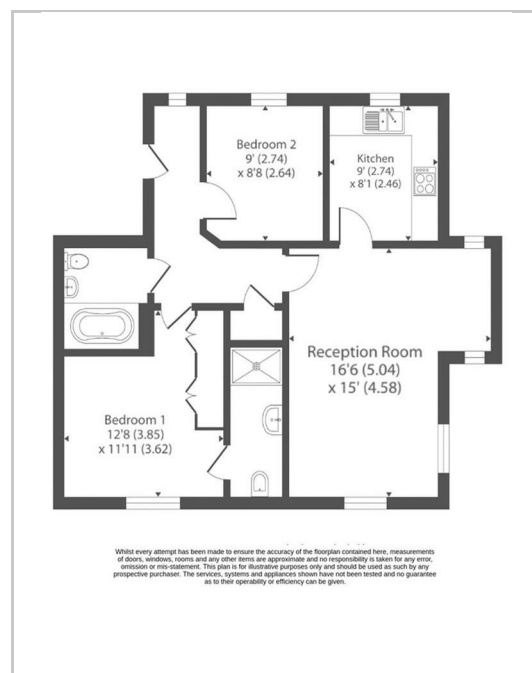 Bedroom 2
9' (2.74)
x 8'8 (2.64)
Kitchen
9' (2.74)
x 8'1 (2.46)
Reception Room
16'6 (5.04)
x 15' (4.58)
Bedroom 1
12'8 (3.85)
x 11'11 (3.62)
Whilst every attempt has been made to ensure the accuracy of the floorplan contained here, measurements
of doors, windows, rooms and any other items are approximate and no responsibility is taken for any error,
omission or mis-statement. This plan is for illustrative purposes only and should be used as such by any
prospective purchaser. The services, systems and appliances shown have not been tested and no guarantee
as to their operability or efficiency can be given.